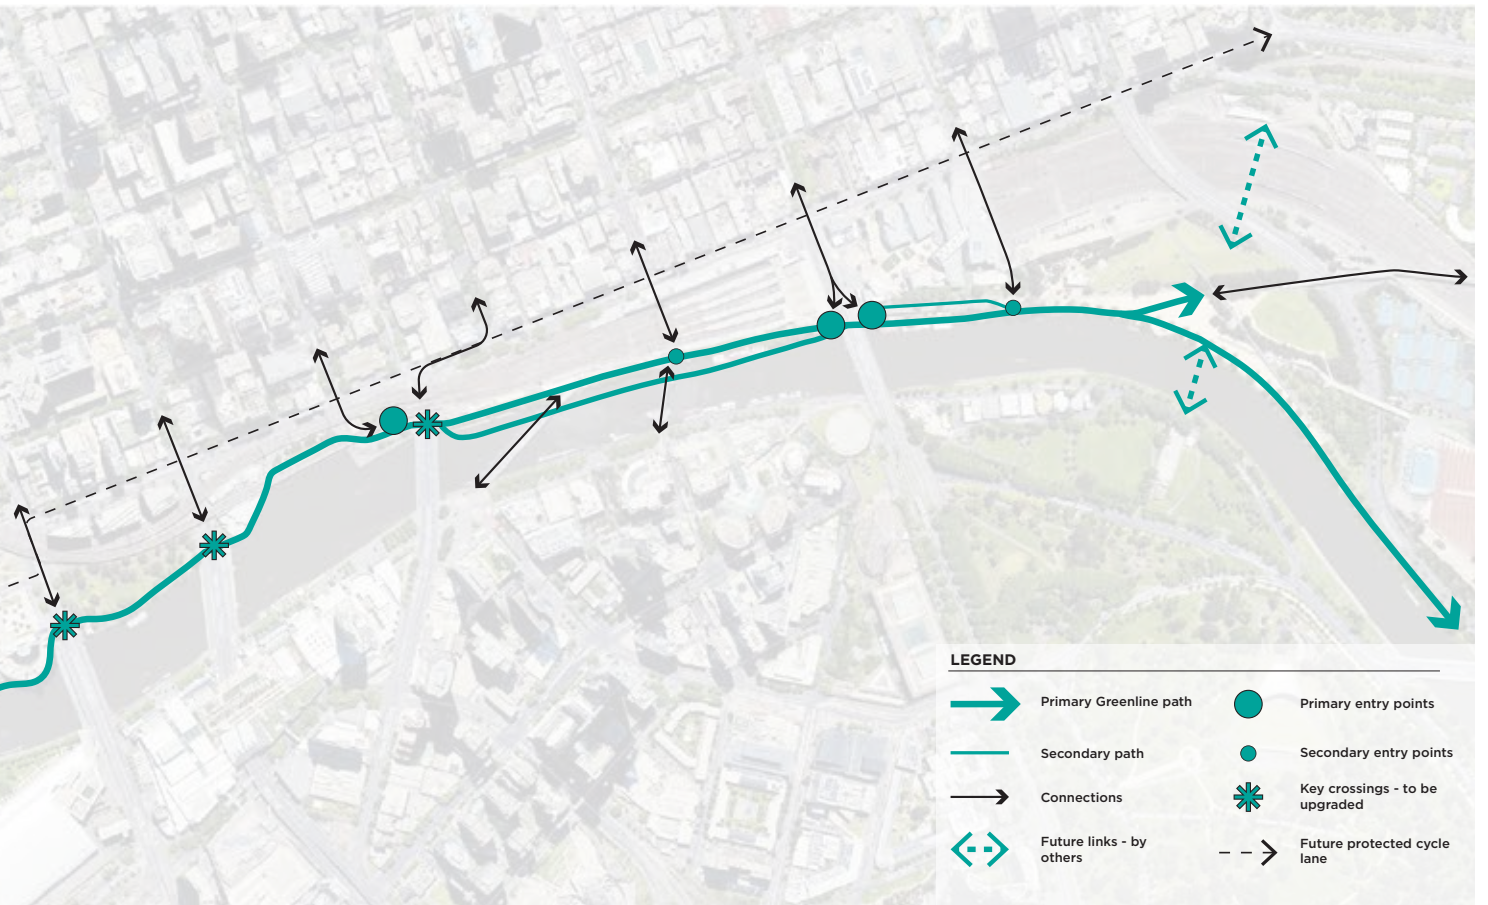 LEGEND
Primary Greenline path
Primary entry points
Secondary path
Secondary entry points
Connections
Key crossings - to be
upgraded
Future links - by
others
Future protected cycle
lane